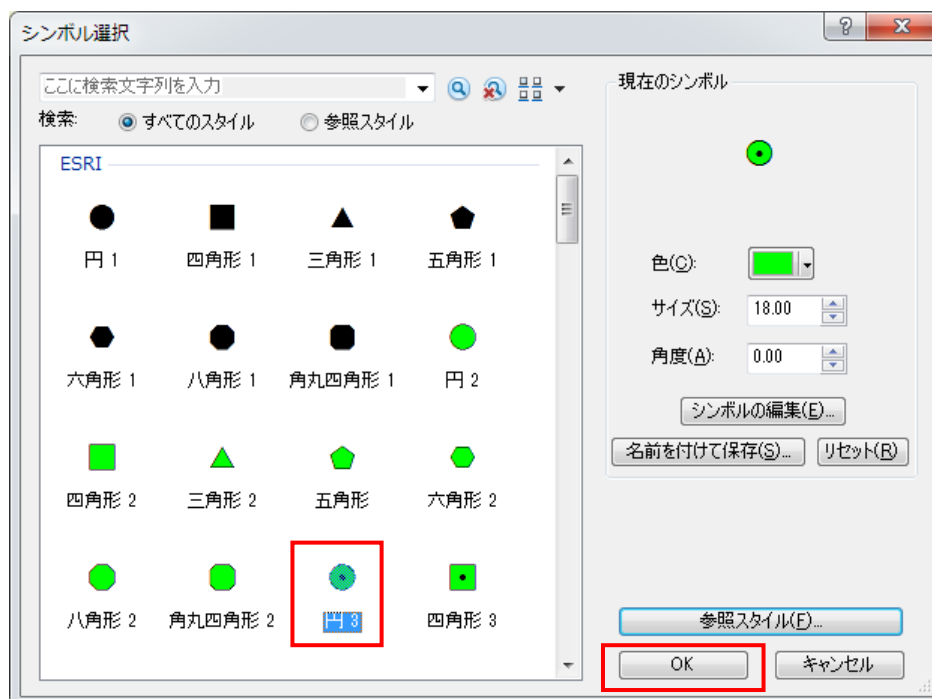 シンボル選択
ここに検索文字列を入力
検索: すべてのスタイル 参照スタイル
ESRI
円 1 四角形 1 三角形 1 五角形 1
六角形 1 八角形 1 角丸四角形 1 円 2
四角形 2 三角形 2 五角形 六角形 2
八角形 2 角丸四角形 2 円 3 四角形 3
現在のシンボル
色(C):
サイズ(S): 18.00
角度(A): 0.00
シンボルの編集(E)...
名前を付けて保存(S)... リセット(R)
参照スタイル(F)...
OK キャンセル